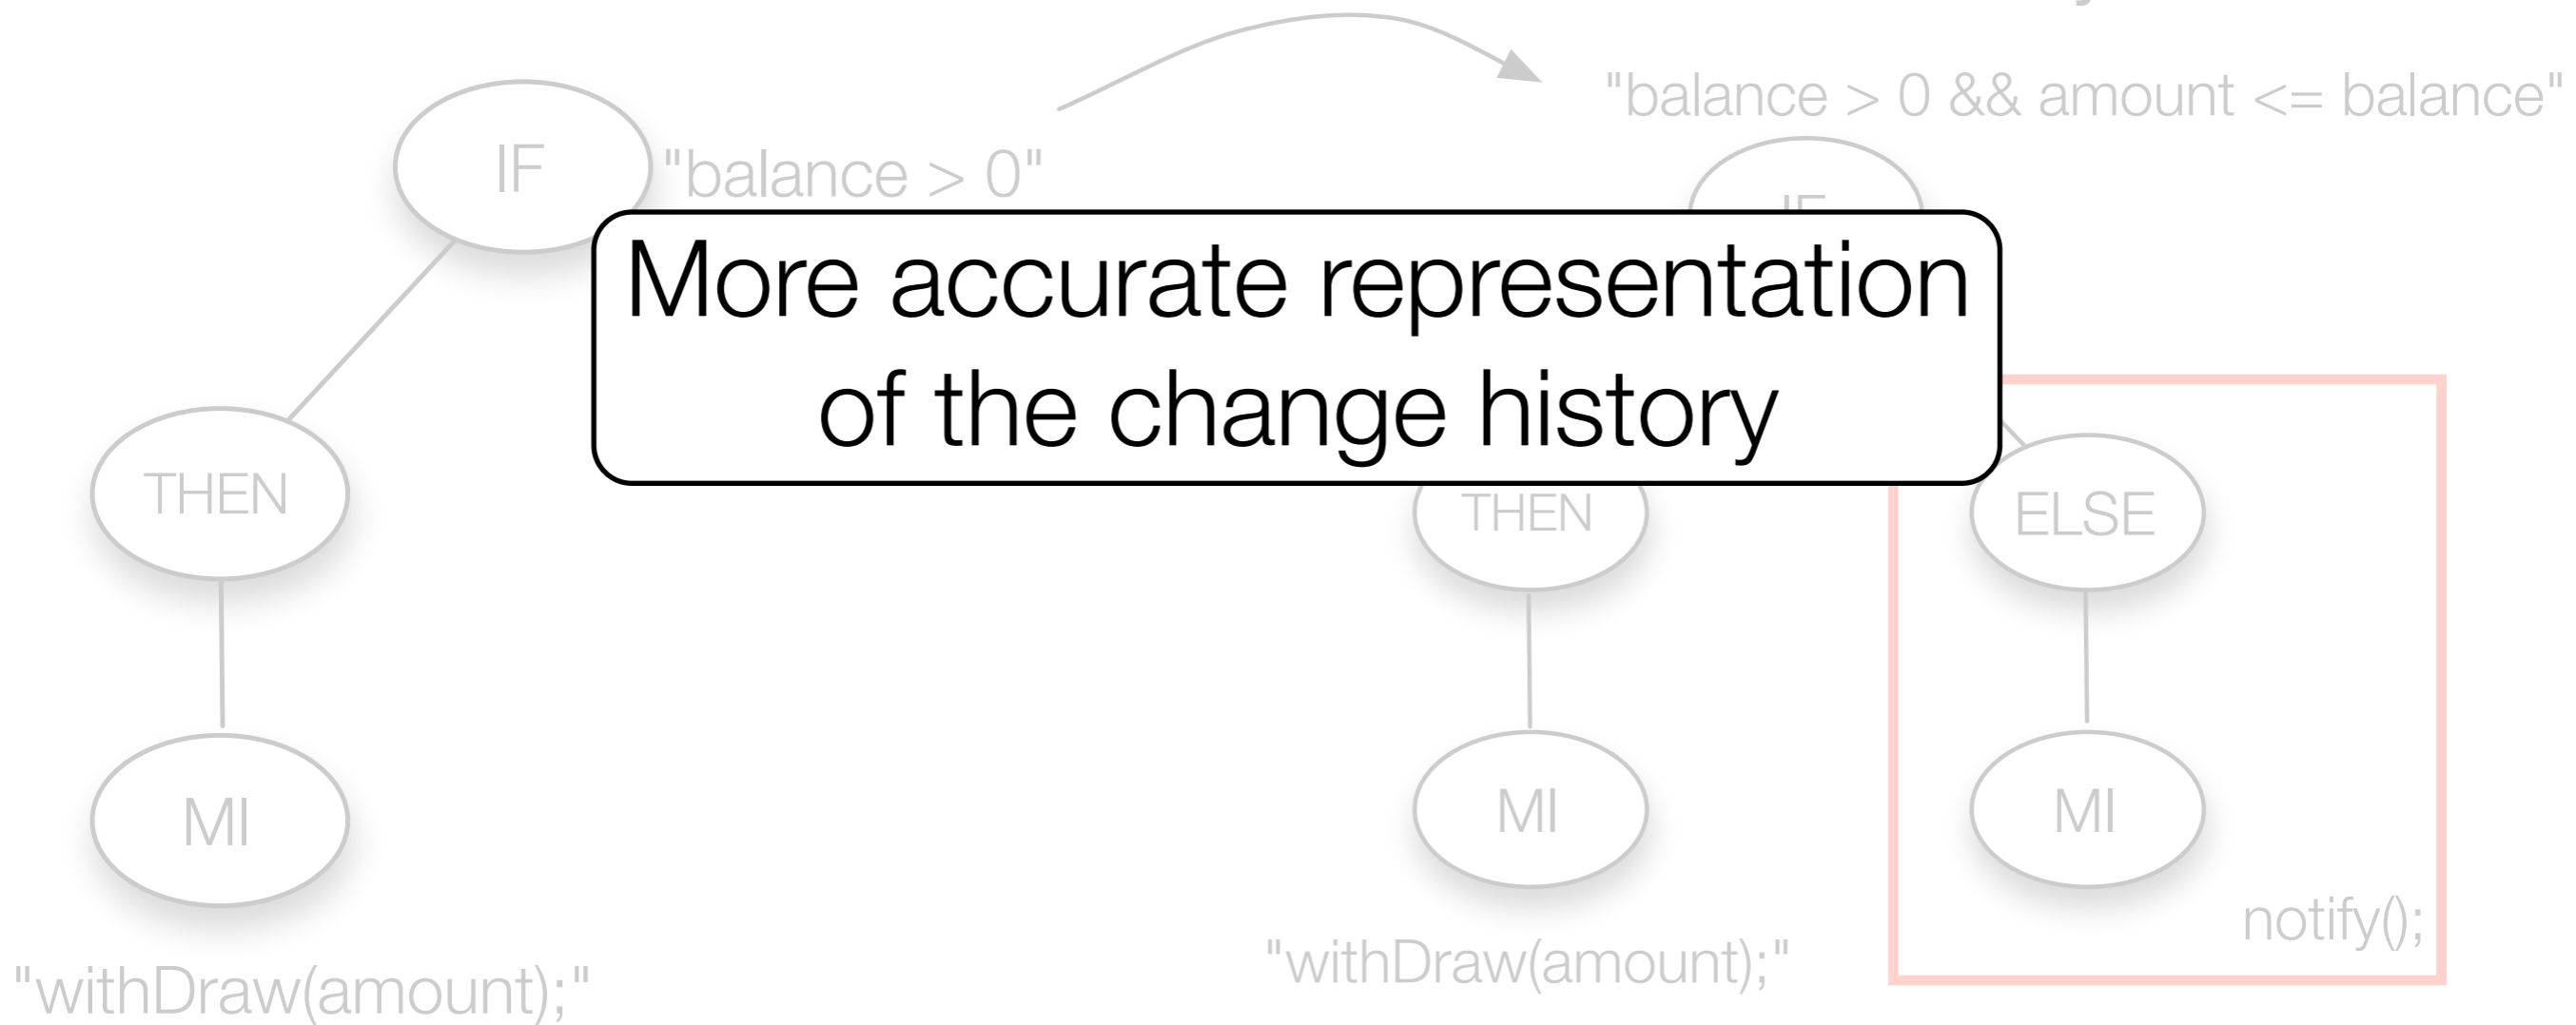 "balance > 0 && amount <= balance"
IF
"balance > 0"
IF
More accurate representation
of the change history
THEN
THEN
ELSE
MI
MI
MI
notify();
"withDraw(amount);"
"withDraw(amount);"